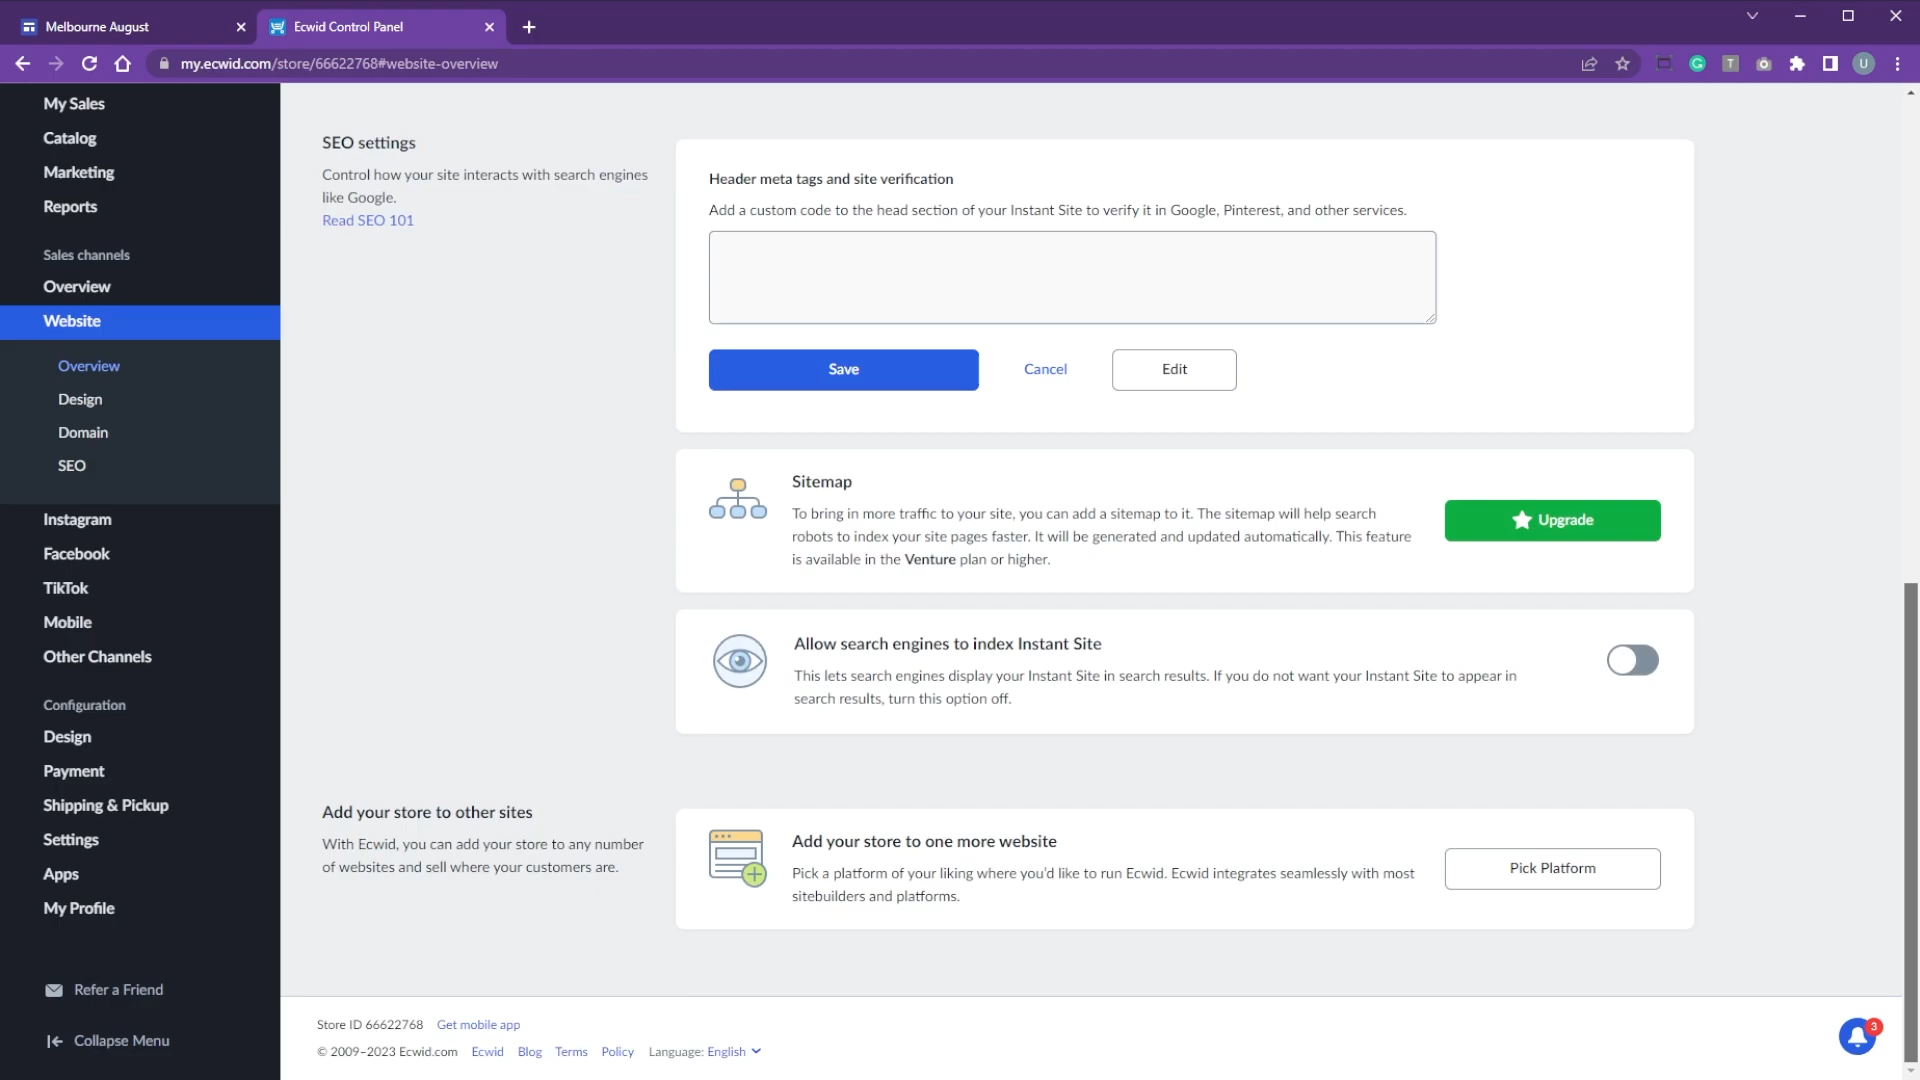 Melbourne August
Ecwid Control Panel
my.ecwid.com/store/66622768#website-overview
T
U
My Sales
Catalog
Marketing
Reports
Sales channels
Overview
Website
Overview
Design
Domain
SEO
Instagram
Facebook
TikTok
Mobile
Other Channels
Configuration
Design
Payment
Shipping & Pickup
Settings
Apps
My Profile
Refer a Friend
Collapse Menu
SEO settings
Control how your site interacts with search engines
like Google.
Read SEO 101
Header meta tags and site verification
Add a custom code to the head section of your Instant Site to verify it in Google, Pinterest, and other services.
Save
Cancel
Edit
Sitemap
To bring in more traffic to your site, you can add a sitemap to it. The sitemap will help search
robots to index your site pages faster. It will be generated and updated automatically. This feature
is available in the Venture plan or higher.
Upgrade
Allow search engines to index Instant Site
This lets search engines display your Instant Site in search results. If you do not want your Instant Site to appear in
search results, turn this option off.
Add your store to other sites
With Ecwid, you can add your store to any number
of websites and sell where your customers are.
Add your store to one more website
Pick a platform of your liking where you'd like to run Ecwid. Ecwid integrates seamlessly with most
sitebuilders and platforms.
Pick Platform
Store ID 66622768 Get mobile app
© 2009–2023 Ecwid.com Ecwid Blog Terms Policy Language: English
3